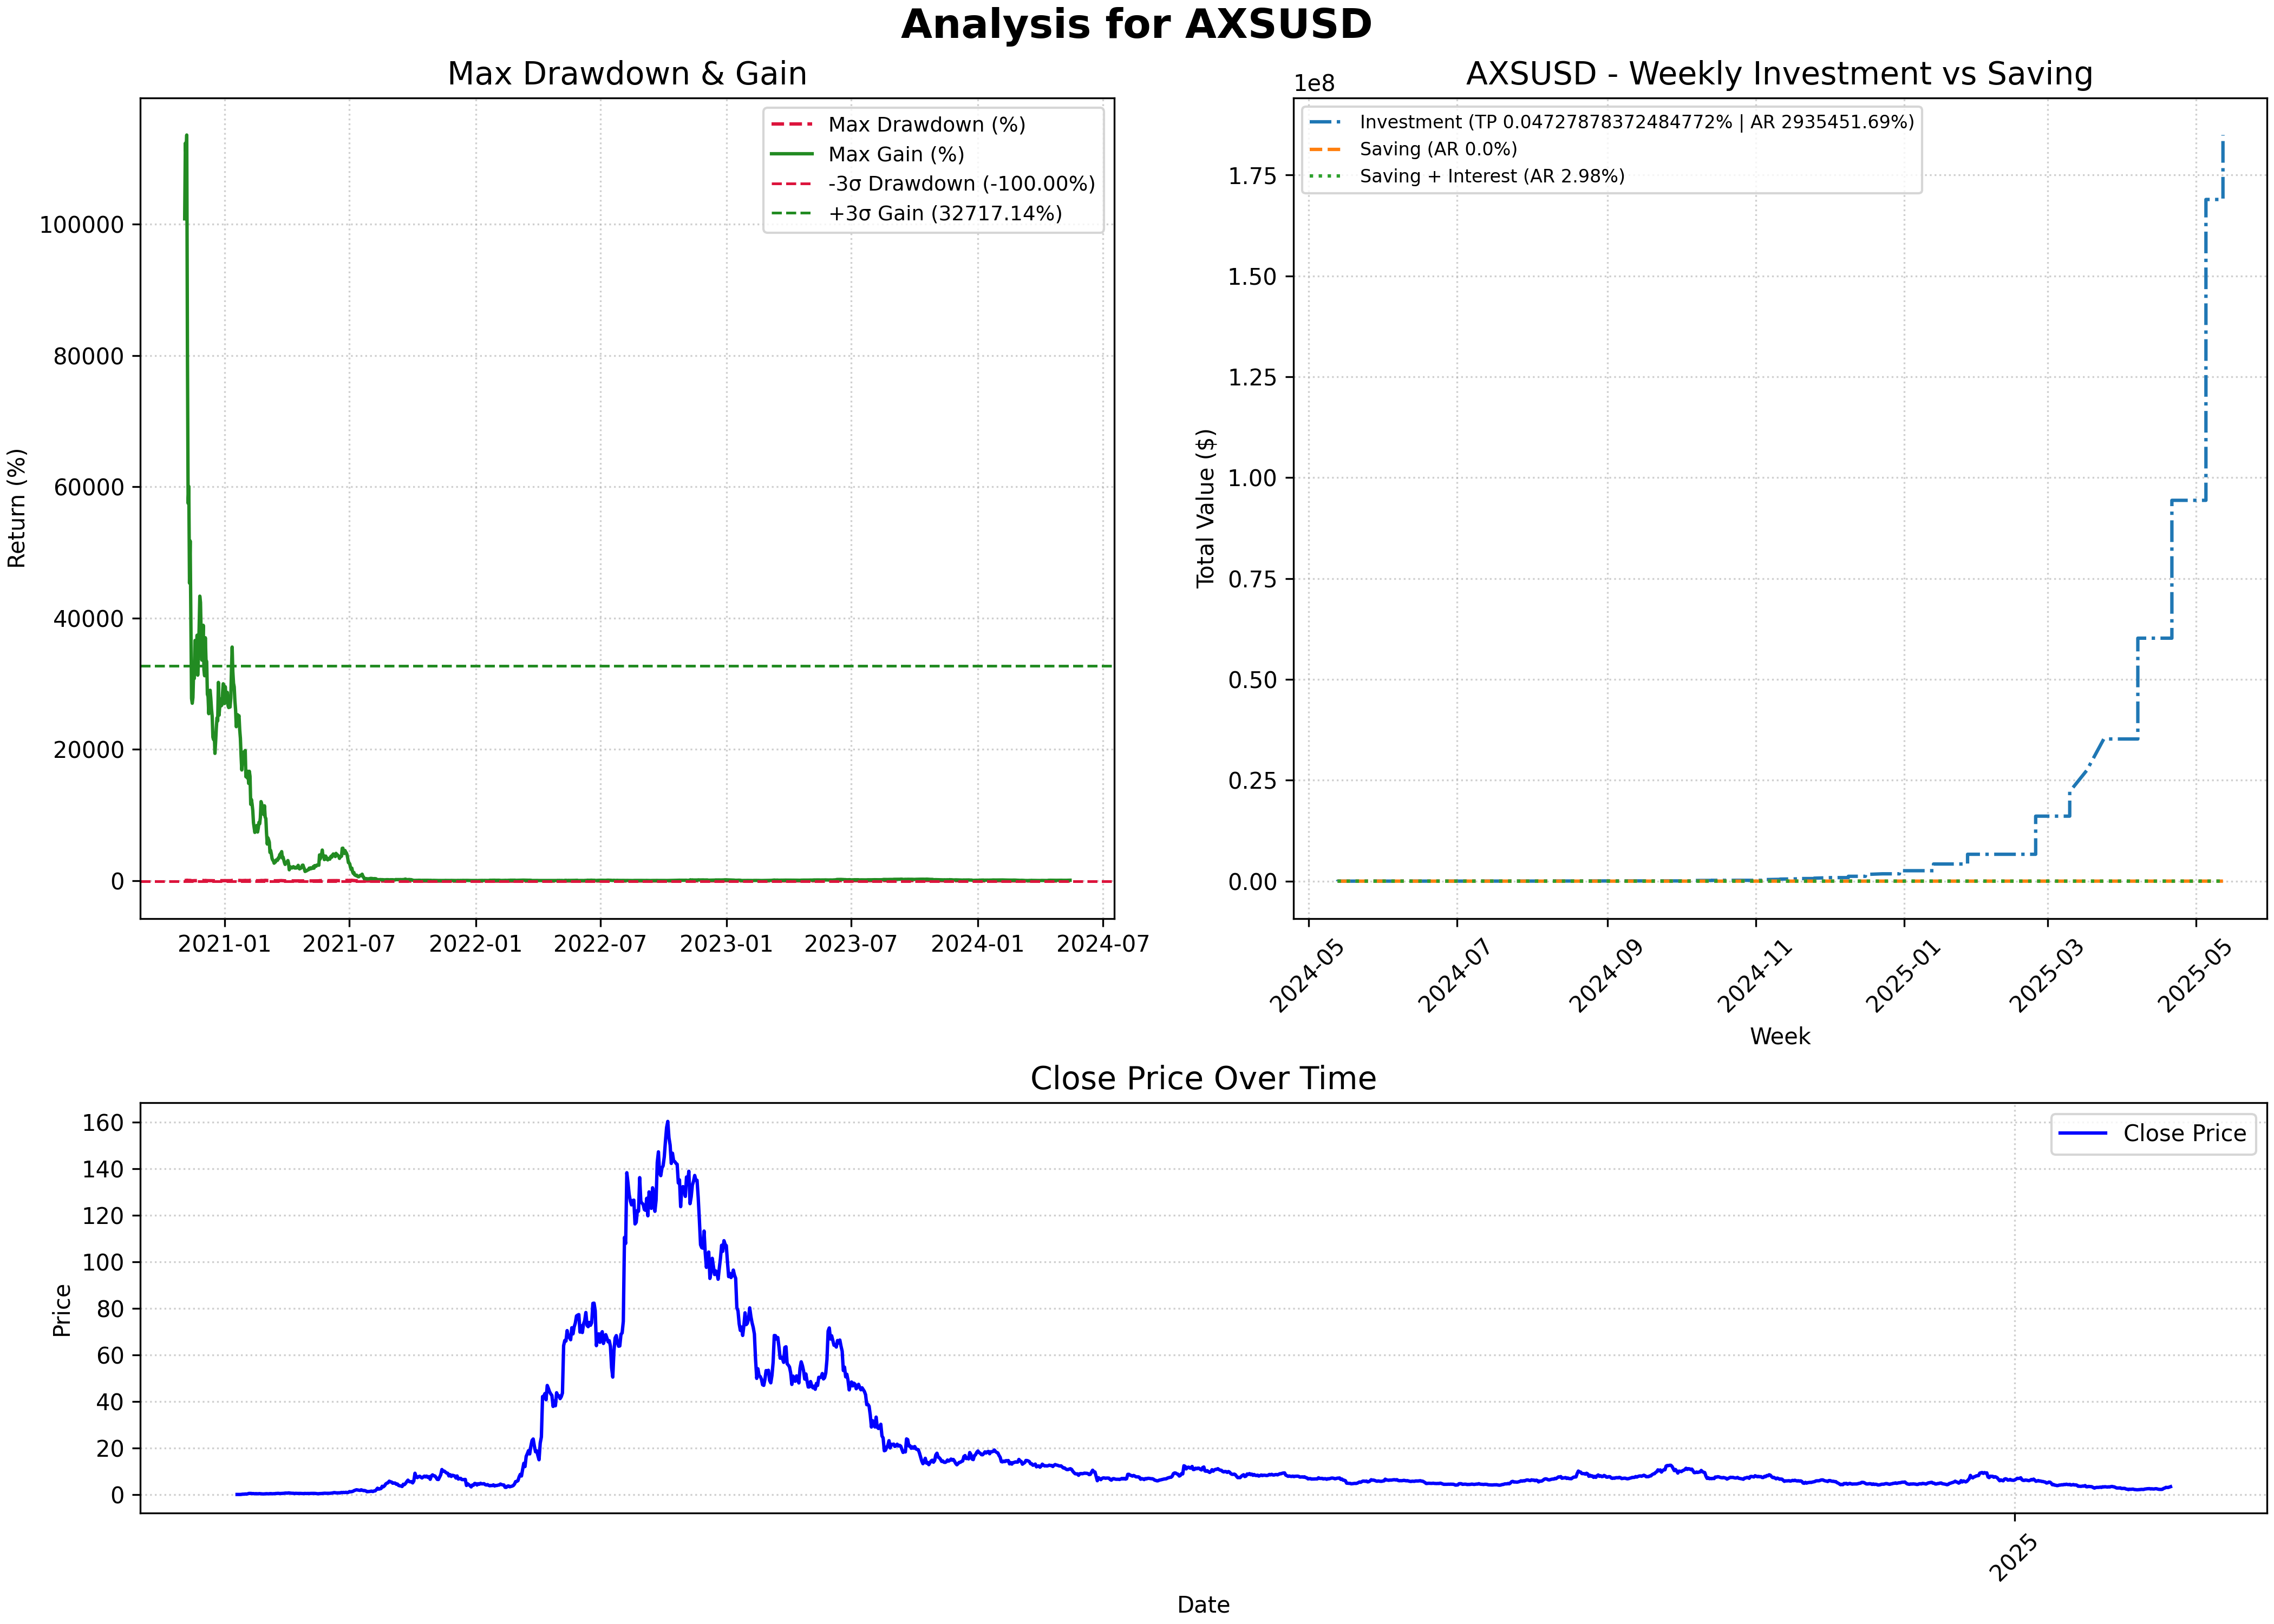 Analysis for AXSUSD
Max Drawdown & Gain
Max Drawdown (%)
Max Gain (%)
-3σ Drawdown (-100.00%)
+3σ Gain (32717.14%)
Return (%)
100000
80000
60000
40000
20000
0
2021-01
2021-07
2022-01
2022-07
2023-01
2023-07
2024-01
2024-07
AXSUSD - Weekly Investment vs Saving
1e8
Investment (TP 0.04727878372484772% | AR 2935451.69%)
Saving (AR 0.0%)
Saving + Interest (AR 2.98%)
Total Value ($)
1.75
1.50
1.25
1.00
0.75
0.50
0.25
0.00
2024-05
2024-07
2024-09
2024-11
2025-01
2025-03
2025-05
Week
Close Price Over Time
Close Price
Price
160
140
120
100
80
60
40
20
0
2025
Date